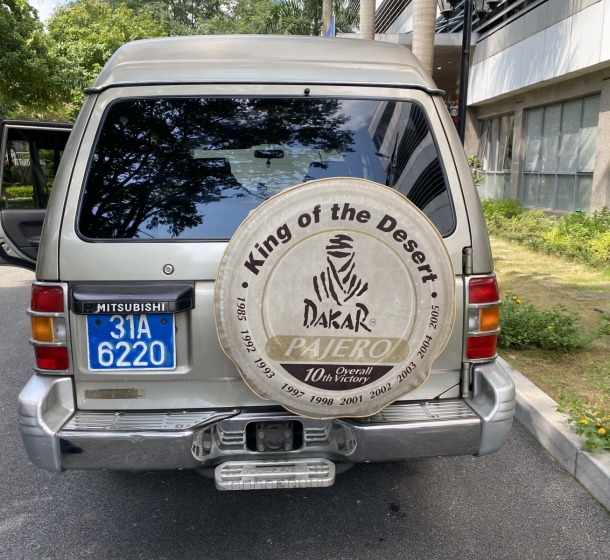 King of the Desert
DAKAR
PAJERO
10th Overall Victory
1985 1992 1993 1997 1998 2001 2002 2003 2004 2005
MITSUBISHI
31A
6220